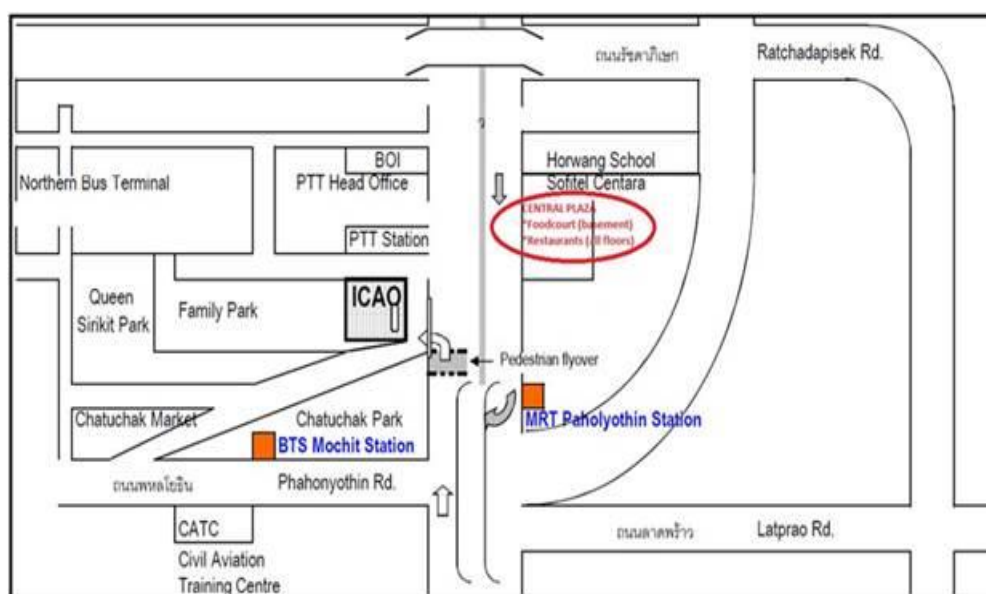 ถนนรัชดาภิเษก
Ratchadapisek Rd.
BOI
Horwang School
Northern Bus Terminal
PTT Head Office
Sofitel Centara
CENTRAL PLAZA
*Foodcourt (basement)
*Restaurants (all floors)
PTT Station
ICAO
Queen
Sirikit Park
Family Park
Pedestrian flyover
Chatuchak Market
Chatuchak Park
MRT Paholyothin Station
BTS Mochit Station
ถนนพหลโยธิน
Phahonyothin Rd.
CATC
Civil Aviation
Training Centre
ถนนลาดพร้าว
Latprao Rd.